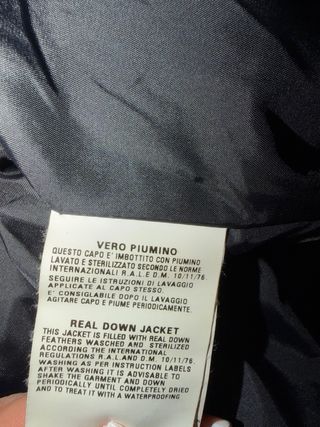 VERO PIUMINO
QUESTO CAPO E' IMBOTTITO CON PIUMINO
LAVATO E STERILIZZATO SECONDO LE NORME
INTERNAZIONALI R.A.L.E D.M. 10/11/76
SEGUIRE LE ISTRUZIONI DI LAVAGGIO
APPLICATE AL CAPO STESSO.
E' CONSIGLABILE DOPO IL LAVAGGIO
AGITARE CAPO E PIUME PERIODICAMENTE.
REAL DOWN JACKET
THIS JACKET IS FILLED WITH REAL DOWN
FEATHERS WASCHED AND STERILIZED
ACCORDING THE INTERNATIONAL
REGULATIONS R.A.L.AND D.M. 10/11/76.
WASHING AS PER INSTRUCTION LABELS
AFTER WASHING IT IS ADVISABLE TO
SHAKE THE GARMENT AND DOWN
PERIODICALLY UNTIL COMPLETELY DRIED
AND TO TREAT IT WITH A WATERPROOFING